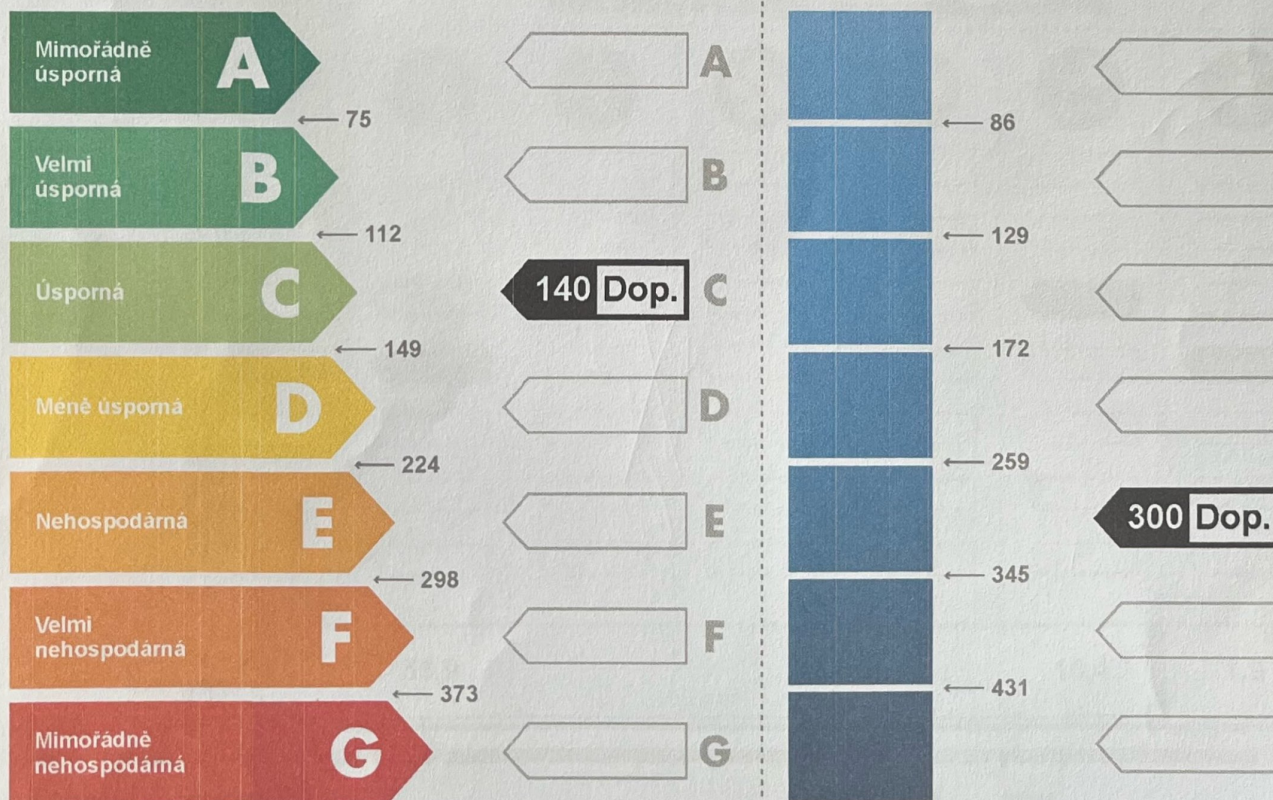 Mimořádně
úsporná
A
A
75
86
Velmi
úsporná
B
B
112
129
Úsporná
C
140 Dop.
C
149
172
Méně úsporná
D
D
224
259
Nehospodárná
E
E
300 Dop.
298
345
Velmi
nehospodárná
F
F
373
431
Mimořádně
nehospodárná
G
G